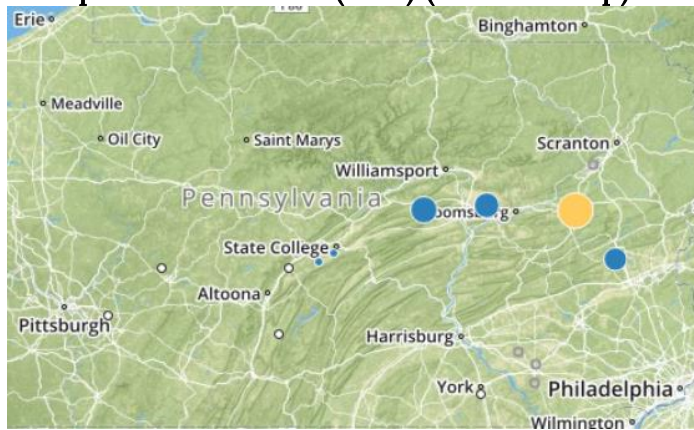 Erie
Binghamton
Meadville
Oil City
Saint Marys
Scranton
Williamsport
Pennsylvania
State College
Altoona
Pittsburgh
Harrisburg
York
Philadelphia
Wilmington